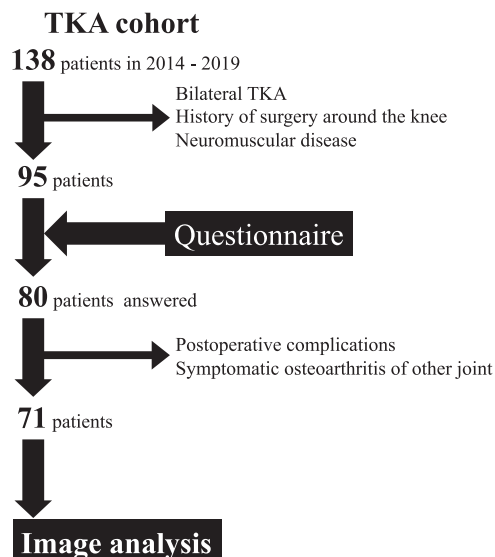 TKA cohort
138 patients in 2014 - 2019
Bilateral TKA
History of surgery around the knee
Neuromuscular disease
95 patients
Questionnaire
80 patients answered
Postoperative complications
Symptomatic osteoarthritis of other joint
71 patients
Image analysis